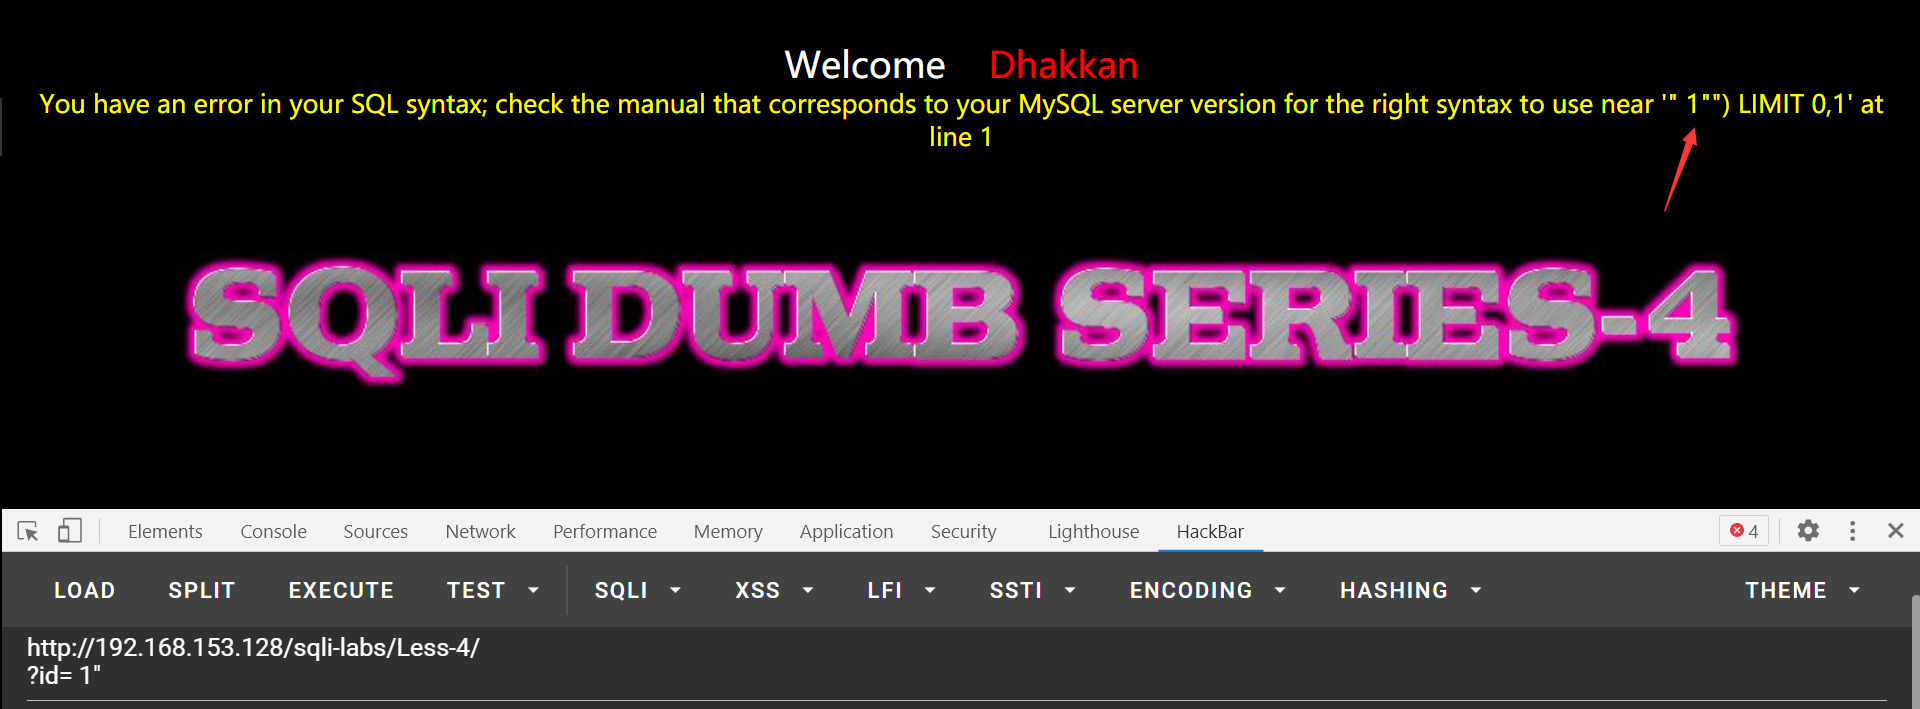 Welcome Dhakkan
You have an error in your SQL syntax; check the manual that corresponds to your MySQL server version for the right syntax to use near '" 1"") LIMIT 0,1' at
line 1
SQLI DUMB SERIES-4
Elements Console Sources Network Performance Memory Application Security Lighthouse HackBar 4
LOAD SPLIT EXECUTE TEST SQLI XSS LFI SSTI ENCODING HASHING THEME
http://192.168.153.128/sqli-labs/Less-4/
?id= 1"